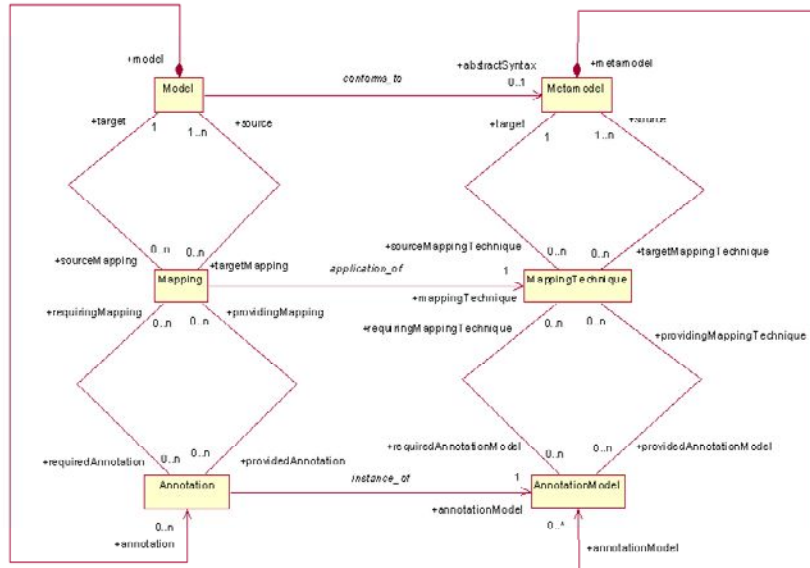 +model
+abstractSyntax
+metamodel
conforms_to
0..1
Model
Metamodel
+target
1
1..n
+source
+target
1
1..n
0..n
0..n
+sourceMappingTechnique
0..n
0..n
+targetMappingTechnique
+sourceMapping
+targetMapping
application_of
1
Mapping
MappingTechnique
+mappingTechnique
+requiringMapping
0..n
0..n
+providingMapping
+requiringMappingTechnique
0..n
0..n
+providingMappingTechnique
+requiredAnnotation
0..n
0..n
+providedAnnotation
+requiredAnnotationModel
0..n
0..n
+providedAnnotationModel
instance_of
1
Annotation
AnnotationModel
+annotationModel
0..n
0..*
+annotation
+annotationModel